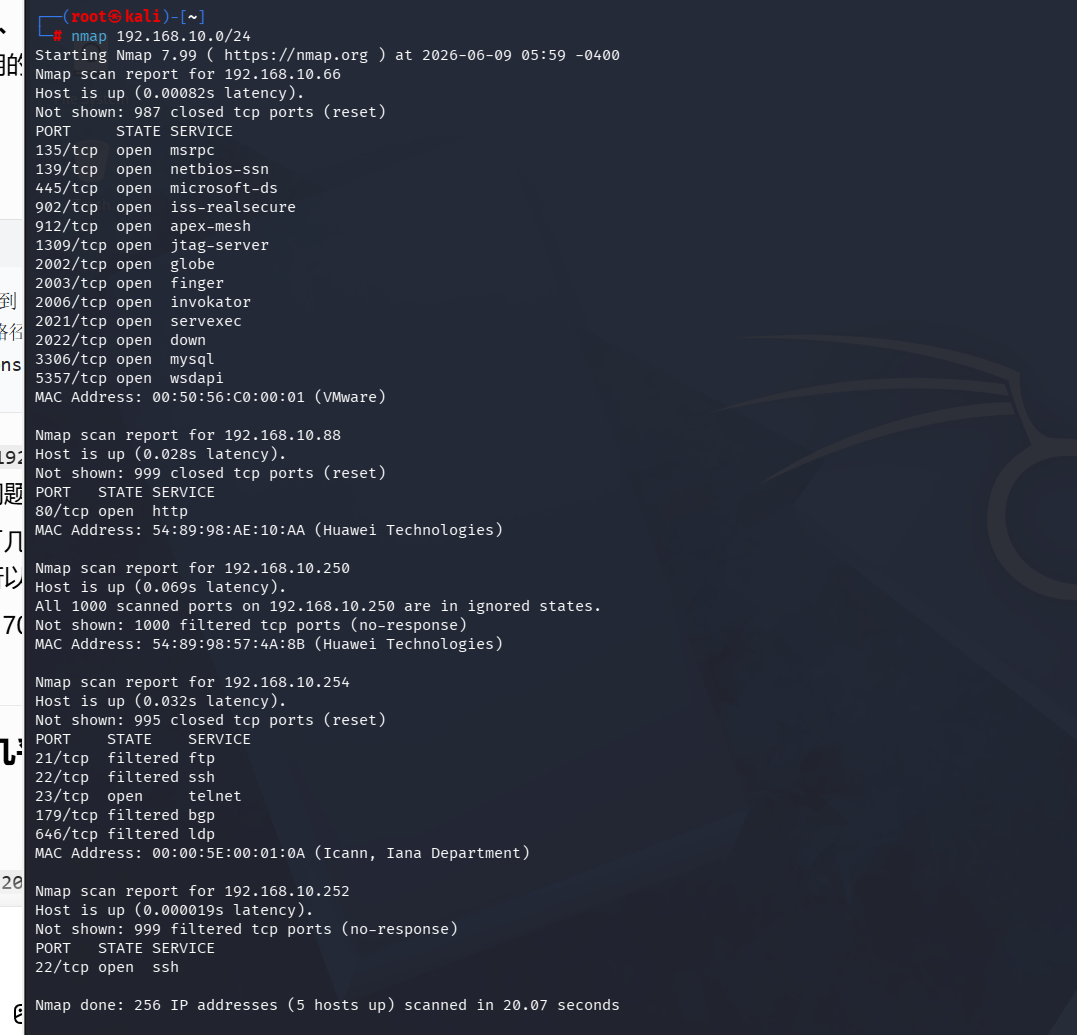 ┌──(root㉿kali)-[~]
└─# nmap 192.168.10.0/24
Starting Nmap 7.99 ( https://nmap.org ) at 2026-06-09 05:59 -0400
Nmap scan report for 192.168.10.66
Host is up (0.00082s latency).
Not shown: 987 closed tcp ports (reset)
PORT     STATE SERVICE
135/tcp  open  msrpc
139/tcp  open  netbios-ssn
445/tcp  open  microsoft-ds
902/tcp  open  iss-realsecure
912/tcp  open  apex-mesh
1309/tcp open  jtag-server
2002/tcp open  globe
2003/tcp open  finger
2006/tcp open  invokator
2021/tcp open  servexec
2022/tcp open  down
3306/tcp open  mysql
5357/tcp open  wsdapi
MAC Address: 00:50:56:C0:00:01 (VMware)
Nmap scan report for 192.168.10.88
Host is up (0.028s latency).
Not shown: 999 closed tcp ports (reset)
PORT   STATE SERVICE
80/tcp open  http
MAC Address: 54:89:98:AE:10:AA (Huawei Technologies)
Nmap scan report for 192.168.10.250
Host is up (0.069s latency).
All 1000 scanned ports on 192.168.10.250 are in ignored states.
Not shown: 1000 filtered tcp ports (no-response)
MAC Address: 54:89:98:57:4A:8B (Huawei Technologies)
Nmap scan report for 192.168.10.254
Host is up (0.032s latency).
Not shown: 995 closed tcp ports (reset)
PORT    STATE    SERVICE
21/tcp  filtered ftp
22/tcp  filtered ssh
23/tcp  open     telnet
179/tcp filtered bgp
646/tcp filtered ldp
MAC Address: 00:00:5E:00:01:0A (Icann, Iana Department)
Nmap scan report for 192.168.10.252
Host is up (0.000019s latency).
Not shown: 999 filtered tcp ports (no-response)
PORT   STATE SERVICE
22/tcp open  ssh
Nmap done: 256 IP addresses (5 hosts up) scanned in 20.07 seconds